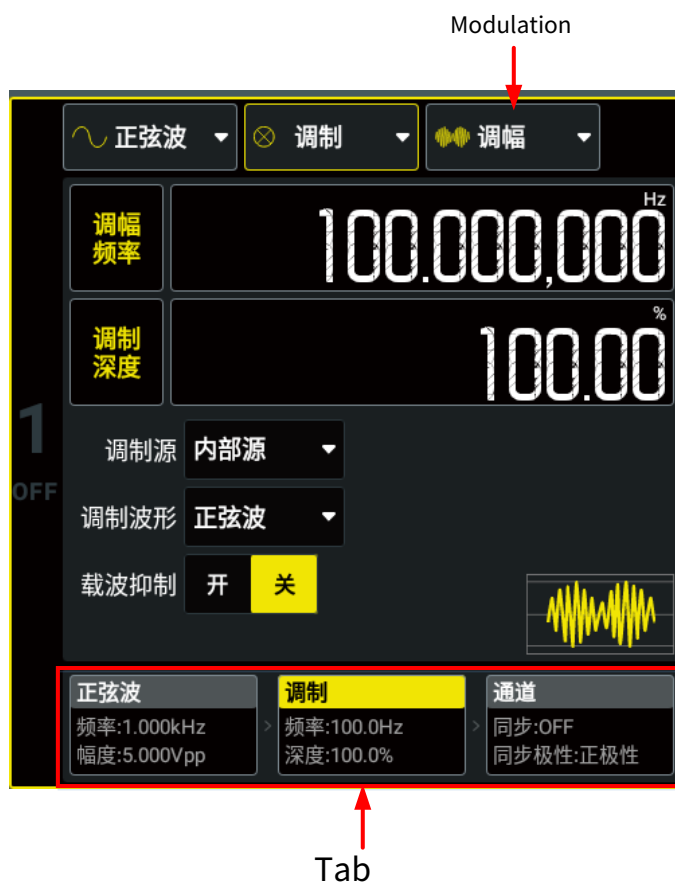 Modulation
正弦波
调制
调幅
调幅
频率
Hz
100.000,000
调制
深度
%
100.00
1
OFF
调制源
内部源
调制波形
正弦波
载波抑制
开
关
正弦波
频率:1.000kHz
幅度:5.000Vpp
>
调制
频率:100.0Hz
深度:100.0%
>
通道
同步:OFF
同步极性:正极性
Tab